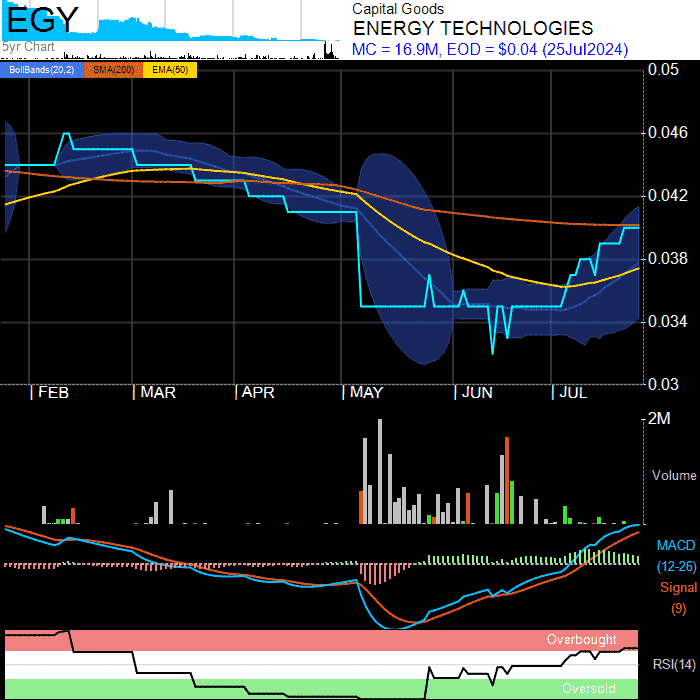 EGY
5yr Chart
Capital Goods
ENERGY TECHNOLOGIES
MC = 16.9M, EOD = $0.04 (25Jul2024)
BollBands(20,2) SMA(200) EMA(50)
0.05
0.046
0.042
0.038
0.034
0.03
FEB MAR APR MAY JUN JUL
2M
Volume
MACD
(12-26)
Signal
(9)
Overbought
RSI(14)
Oversold